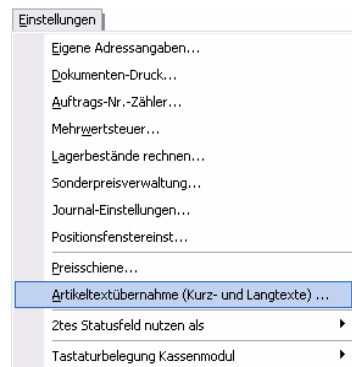 Einstellungen
Eigene Adressangaben...
Dokumenten-Druck...
Auftrags-Nr.-Zähler...
Mehrwertsteuer...
Lagerbestände rechnen...
Sonderpreisverwaltung...
Journal-Einstellungen...
Positionsfenstereinst...
Preisschiene...
Artikeltextübernahme (Kurz- und Langtexte) ...
2tes Statusfeld nutzen als
Tastaturbelegung Kassenmodul